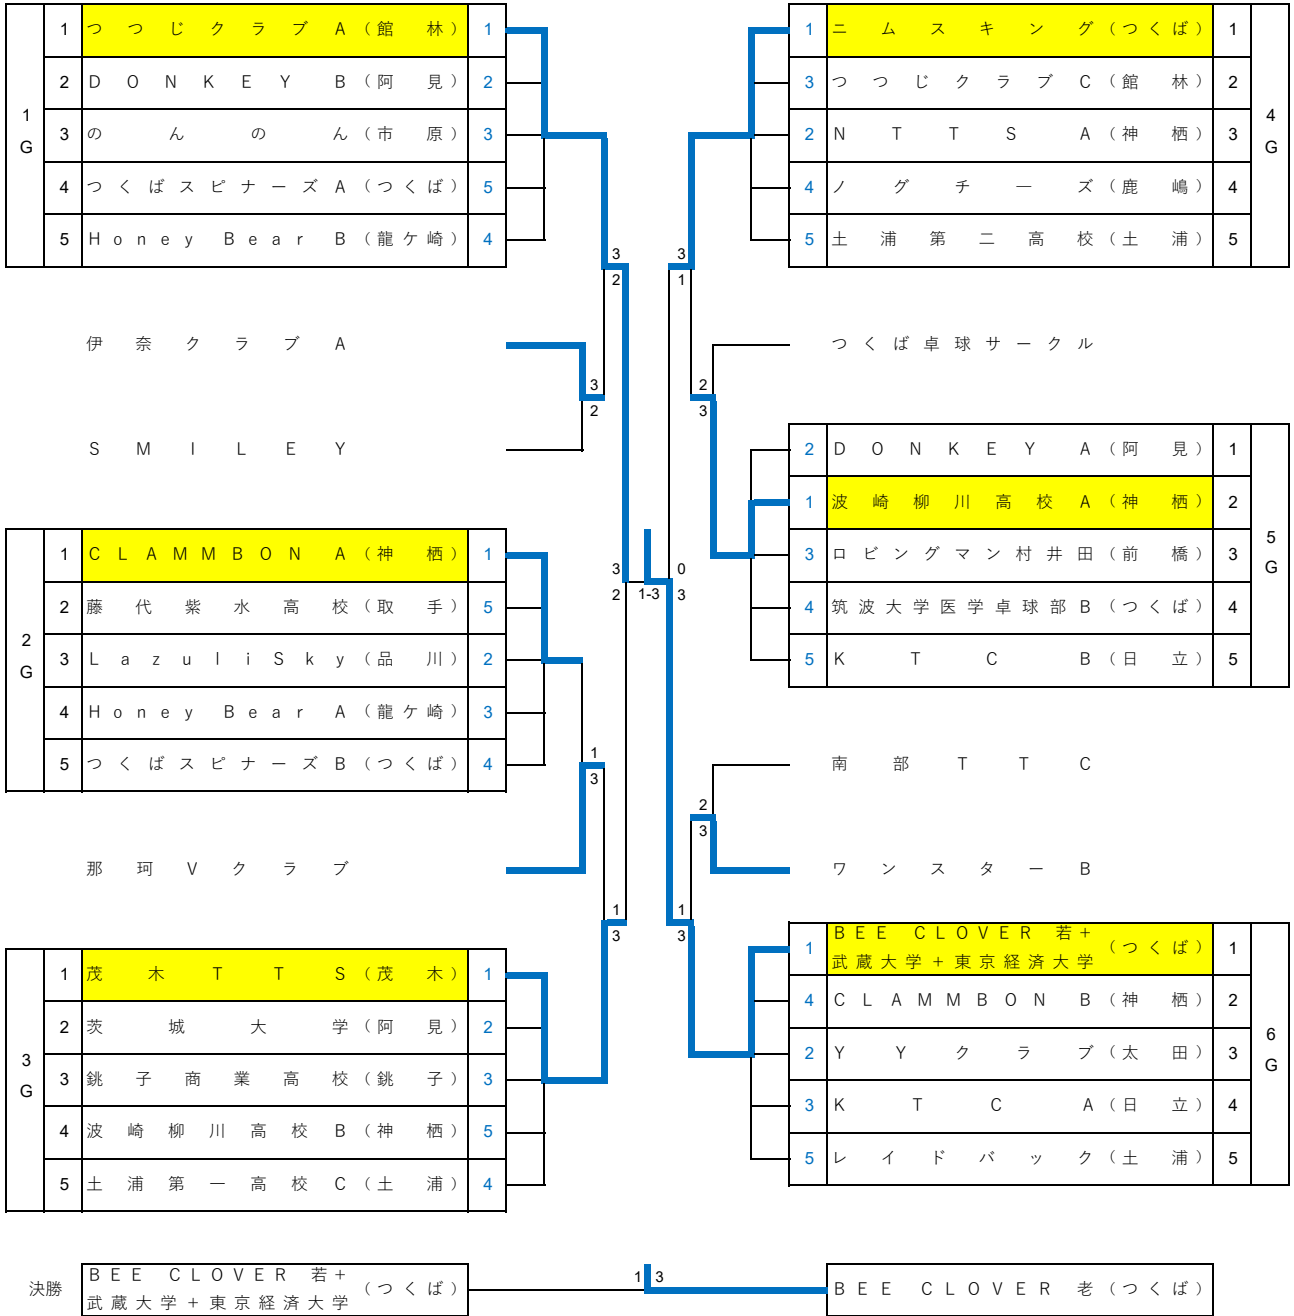 1G
1 つつじクラブA（館林） 1
2 DONKEY B（阿見） 2
3 のんのん（市原） 3
4 つくばスピナーズA（つくば） 5
5 Honey Bear B（龍ケ崎） 4
3
2
伊奈クラブA
3
2
SMILEY
2G
1 CLAMMBON A（神栖） 1
2 藤代紫水高校（取手） 5
3 LazuliSky（品川） 2
4 Honey Bear A（龍ケ崎） 3
5 つくばスピナーズB（つくば） 4
3
2
1
3
那珂Vクラブ
1
3
3G
1 茂木TTS（茂木） 1
2 茨城大学（阿見） 2
3 銚子商業高校（銚子） 3
4 波崎柳川高校B（神栖） 5
5 土浦第一高校C（土浦） 4
1-3
4G
1 ニムスキング（つくば） 1
3 つつじクラブC（館林） 2
2 NTTS A（神栖） 3
4 ノグチーズ（鹿嶋） 4
5 土浦第二高校（土浦） 5
3
1
つくば卓球サークル
2
3
5G
2 DONKEY A（阿見） 1
1 波崎柳川高校A（神栖） 2
3 ロビングマン村井田（前橋） 3
4 筑波大学医学卓球部B（つくば） 4
5 KTC B（日立） 5
0
3
南部TTC
2
3
ワンスターB
1
3
6G
1 BEE CLOVER 若+
武蔵大学+東京経済大学（つくば） 1
4 CLAMMBON B（神栖） 2
2 YYクラブ（太田） 3
3 KTC A（日立） 4
5 レイドバック（土浦） 5
決勝 BEE CLOVER 若+
武蔵大学+東京経済大学（つくば） 1 3 BEE CLOVER 老（つくば）